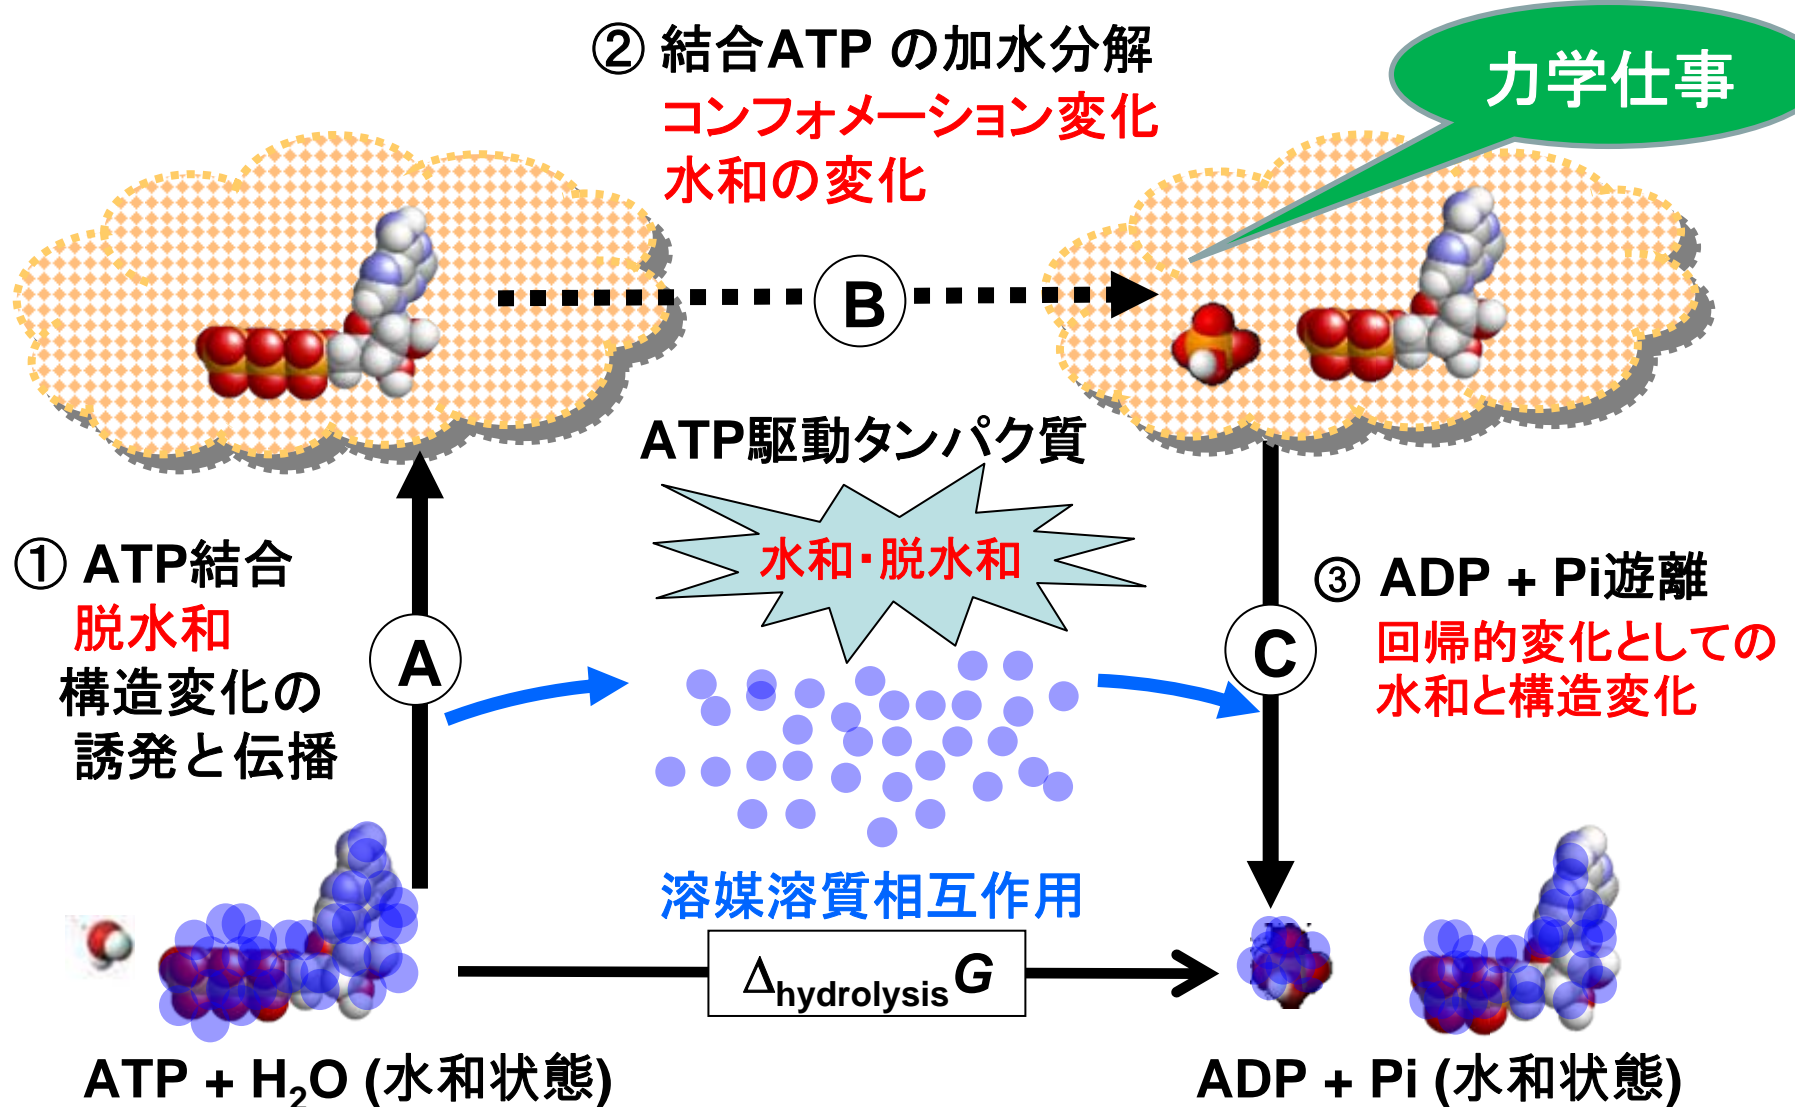 ② 結合ATP の加水分解
コンフォメーション変化
水和の変化
力学仕事
B
ATP駆動タンパク質
水和・脱水和
① ATP結合
脱水和
構造変化の
誘発と伝播
A
C
③ ADP + Pi遊離
回帰的変化としての
水和と構造変化
溶媒溶質相互作用
ΔhydrolysisG
ATP + H₂O (水和状態)
ADP + Pi (水和状態)